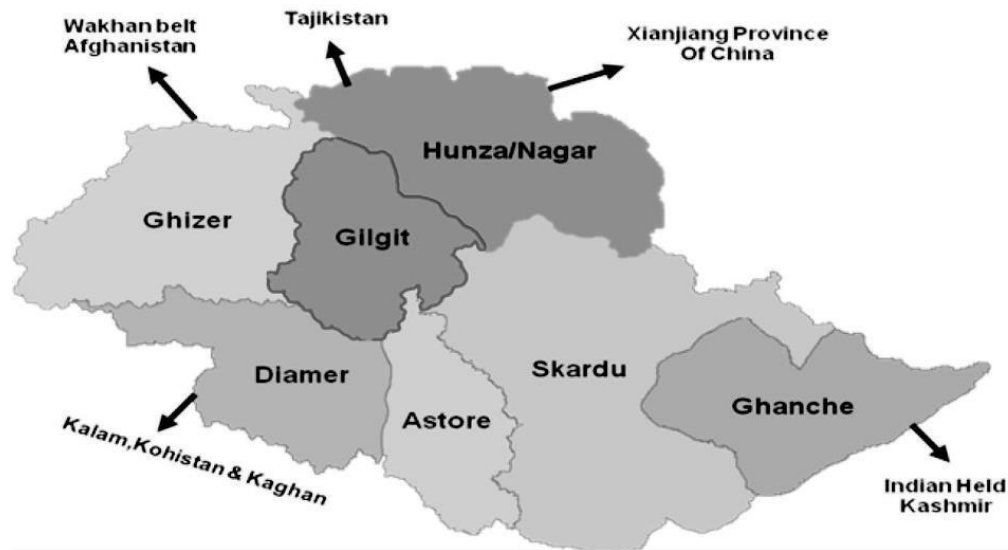 Wakhan belt
Afghanistan
Tajikistan
Xianjiang Province
Of China
Hunza/Nagar
Ghizer
Gilgit
Diamer
Astore
Skardu
Ghanche
Kalam,Kohistan & Kaghan
Indian Held
Kashmir